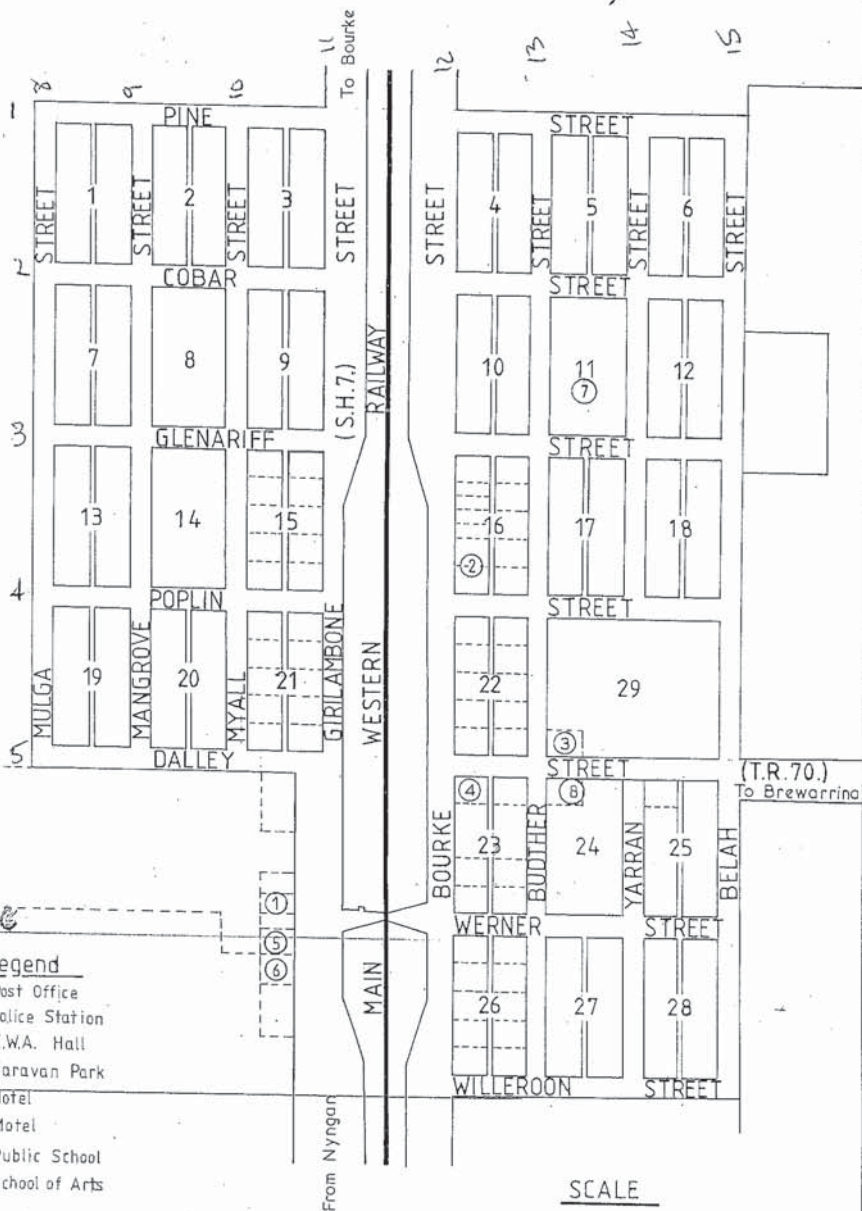 8 9 10 11 12 13 14 15
To Bourke
1
PINE STREET
STREET 1 STREET 2 STREET 3 STREET STREET 4 STREET 5 STREET 6 STREET
2
COBAR STREET
7 8 9 (S.H.7.) RAILWAY 10 11 12
7
3
GLENARIFF STREET
13 14 15 16 17 18
2
4
POPLIN STREET
MULGA 19 MANGROVE 20 MYALL 21 GIRILAMBONE WESTERN 22 29
3
5
DALLEY STREET (T.R.70.)
To Brewarrina
4 8
BOURKE 23 BUDTHER 24 YARRAN 25 BELAH
1
WERNER STREET
5
6
MAIN 26 27 28
WILLEROON STREET
From Nyngan
egend
ost Office
olice Station
.W.A. Hall
aravan Park
otel
otel
ublic School
chool of Arts
SCALE